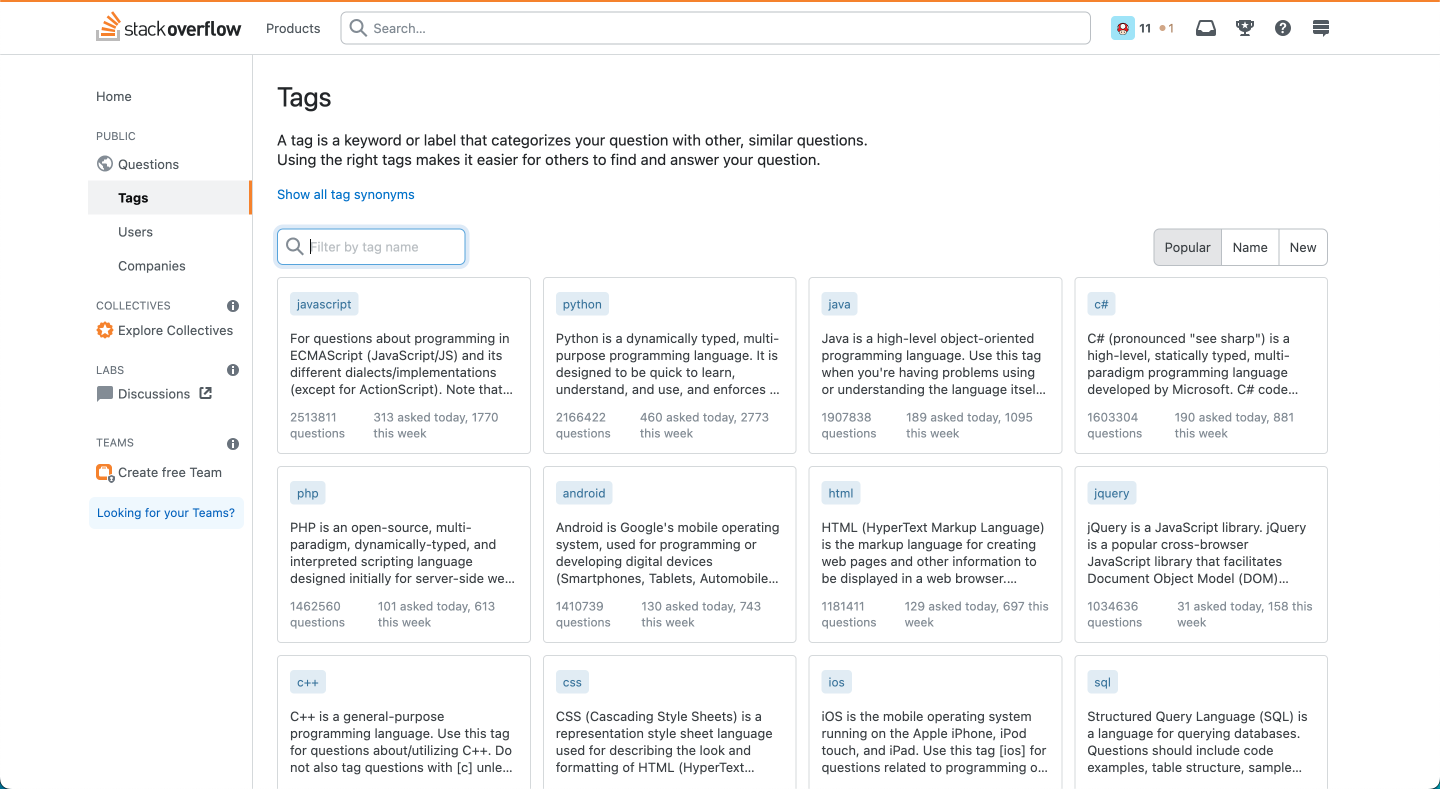 stackoverflow
Products
Search...
11
1
Home
PUBLIC
Questions
Tags
Users
Companies
COLLECTIVES
Explore Collectives
LABS
Discussions
TEAMS
Create free Team
Looking for your Teams?
Tags
A tag is a keyword or label that categorizes your question with other, similar questions.
Using the right tags makes it easier for others to find and answer your question.
Show all tag synonyms
Filter by tag name
Popular
Name
New
javascript
For questions about programming in
ECMAScript (JavaScript/JS) and its
different dialects/implementations
(except for ActionScript). Note that...
2513811
questions
313 asked today, 1770
this week
python
Python is a dynamically typed, multi-
purpose programming language. It is
designed to be quick to learn,
understand, and use, and enforces ...
2166422
questions
460 asked today, 2773
this week
java
Java is a high-level object-oriented
programming language. Use this tag
when you're having problems using
or understanding the language itsel...
1907838
questions
189 asked today, 1095
this week
c#
C# (pronounced "see sharp") is a
high-level, statically typed, multi-
paradigm programming language
developed by Microsoft. C# code...
1603304
questions
190 asked today, 881
this week
php
PHP is an open-source, multi-
paradigm, dynamically-typed, and
interpreted scripting language
designed initially for server-side we...
1462560
questions
101 asked today, 613
this week
android
Android is Google's mobile operating
system, used for programming or
developing digital devices
(Smartphones, Tablets, Automobile...
1410739
questions
130 asked today, 743
this week
html
HTML (HyperText Markup Language)
is the markup language for creating
web pages and other information to
be displayed in a web browser....
1181411
questions
129 asked today, 697 this
week
jquery
jQuery is a JavaScript library. jQuery
is a popular cross-browser
JavaScript library that facilitates
Document Object Model (DOM)...
1034636
questions
31 asked today, 158 this
week
c++
C++ is a general-purpose
programming language. Use this tag
for questions about/utilizing C++. Do
not also tag questions with [c] unle...
css
CSS (Cascading Style Sheets) is a
representation style sheet language
used for describing the look and
formatting of HTML (HyperText...
ios
iOS is the mobile operating system
running on the Apple iPhone, iPod
touch, and iPad. Use this tag [ios] for
questions related to programming o...
sql
Structured Query Language (SQL) is
a language for querying databases.
Questions should include code
examples, table structure, sample...